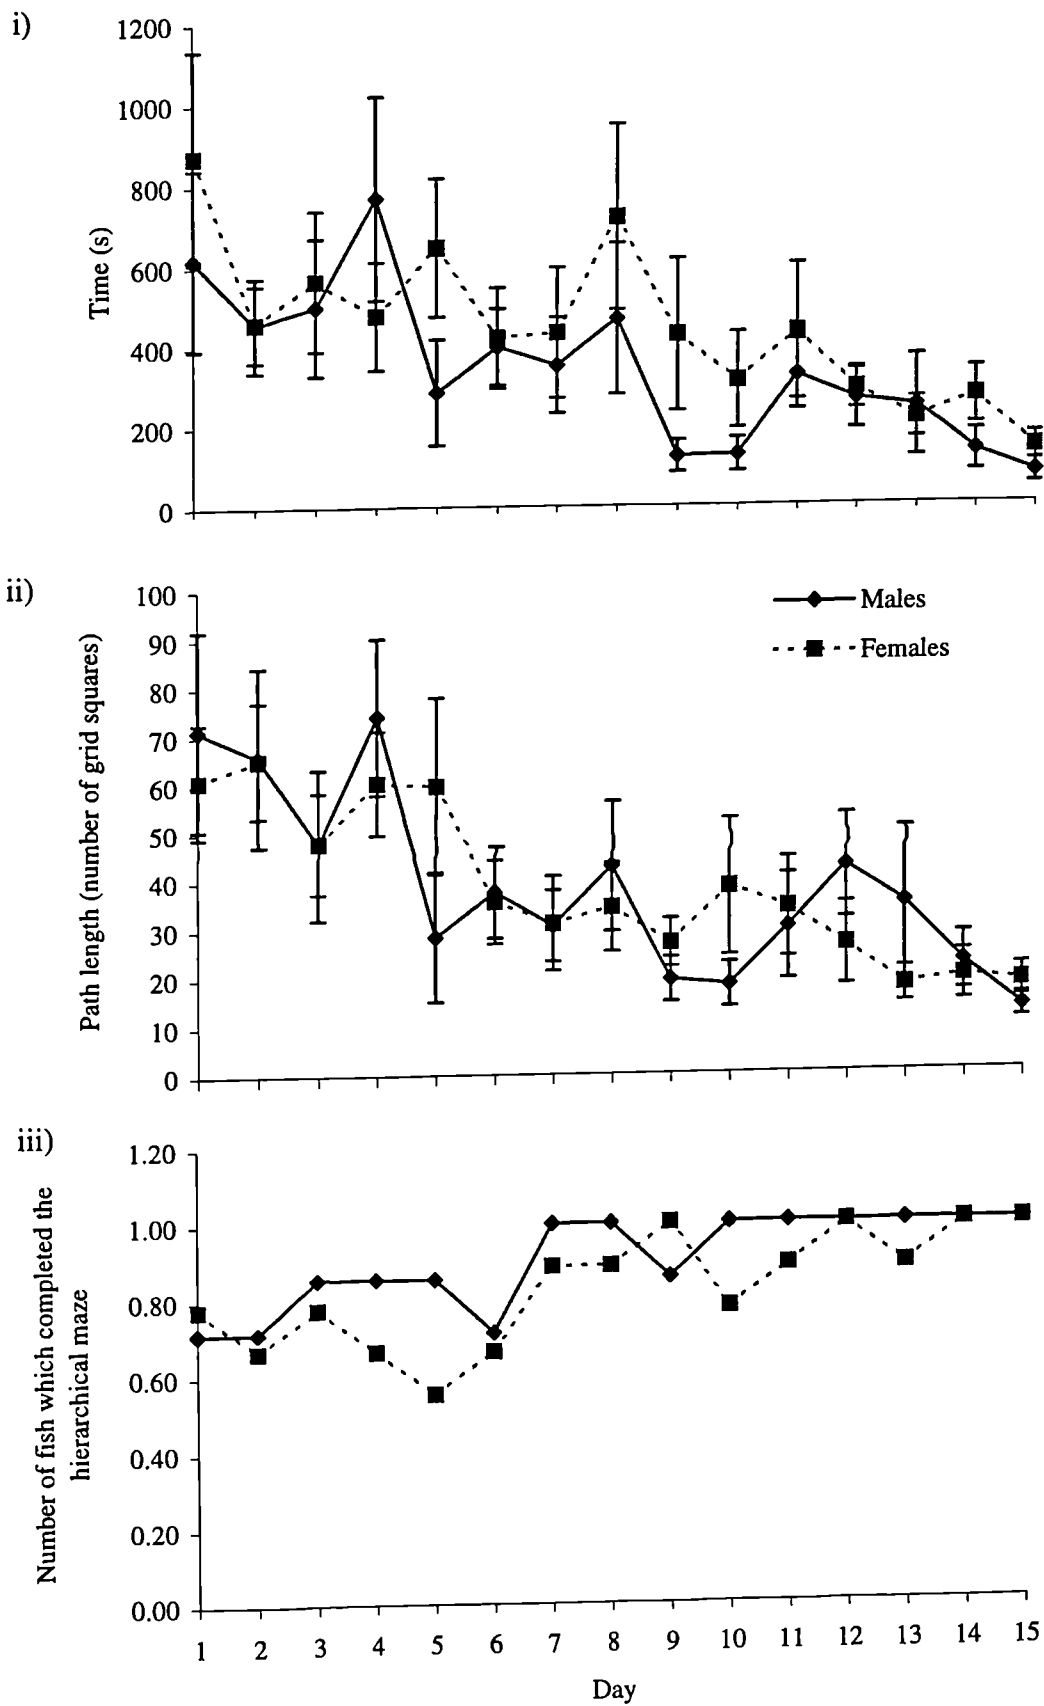 i)
1200
1000
800
600
400
200
0
Time (s)
ii)
100
90
80
70
60
50
40
30
20
10
0
Path length (number of grid squares)
Males
Females
iii)
1.20
1.00
0.80
0.60
0.40
0.20
0.00
Number of fish which completed the
hierarchical maze
1 2 3 4 5 6 7 8 9 10 11 12 13 14 15
Day